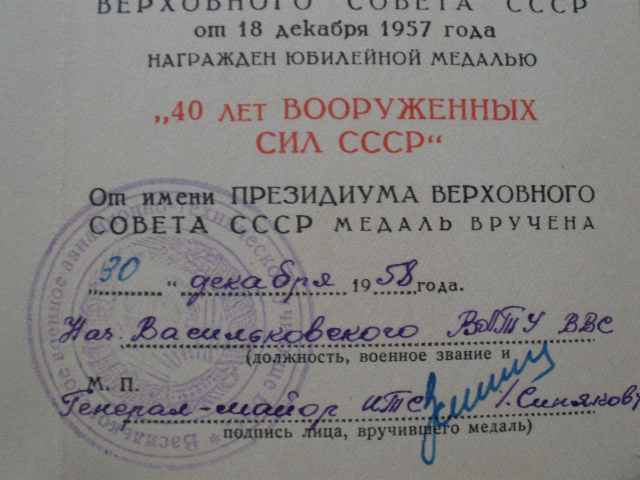 ВЕРХОВНОГО СОВЕТА СССР
от 18 декабря 1957 года
НАГРАЖДЕН ЮБИЛЕЙНОЙ МЕДАЛЬЮ
„40 ЛЕТ ВООРУЖЕННЫХ
СИЛ СССР“
От имени ПРЕЗИДИУМА ВЕРХОВНОГО
СОВЕТА СССР МЕДАЛЬ ВРУЧЕНА
„30“ декабря 1958 года.
Нач. Васильковского ВАТУ ВВС
(должность, военное звание и
М. П.
Генерал-майор ИТС /Синяков/
подпись лица, вручившего медаль)